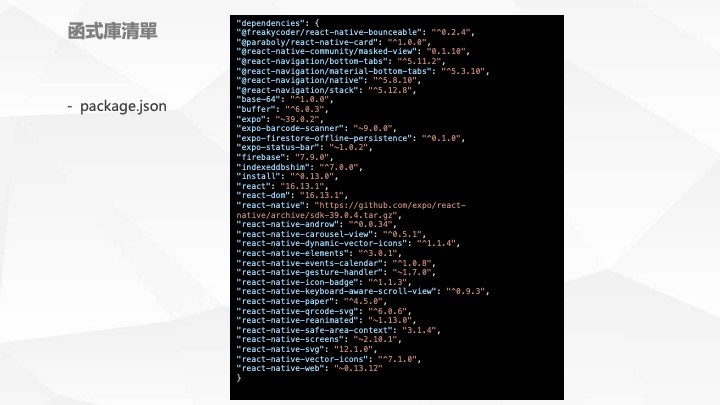 函式庫清單
- package.json
"dependencies": {
"@freakycoder/react-native-bounceable": "^0.2.4",
"@paraboly/react-native-card": "^1.0.0",
"@react-native-community/masked-view": "0.1.10",
"@react-navigation/bottom-tabs": "^5.11.2",
"@react-navigation/material-bottom-tabs": "^5.3.10",
"@react-navigation/native": "^5.8.10",
"@react-navigation/stack": "^5.12.8",
"base-64": "^1.0.0",
"buffer": "^6.0.3",
"expo": "~39.0.2",
"expo-barcode-scanner": "~9.0.0",
"expo-firestore-offline-persistence": "^0.1.0",
"expo-status-bar": "~1.0.2",
"firebase": "7.9.0",
"indexeddbshim": "^7.0.0",
"install": "^0.13.0",
"react": "16.13.1",
"react-dom": "16.13.1",
"react-native": "https://github.com/expo/react-
native/archive/sdk-39.0.4.tar.gz",
"react-native-androw": "^0.0.34",
"react-native-carousel-view": "^0.5.1",
"react-native-dynamic-vector-icons": "^1.1.4",
"react-native-elements": "^3.0.1",
"react-native-events-calendar": "^1.0.8",
"react-native-gesture-handler": "~1.7.0",
"react-native-icon-badge": "^1.1.3",
"react-native-keyboard-aware-scroll-view": "^0.9.3",
"react-native-paper": "^4.5.0",
"react-native-qrcode-svg": "^6.0.6",
"react-native-reanimated": "~1.13.0",
"react-native-safe-area-context": "3.1.4",
"react-native-screens": "~2.10.1",
"react-native-svg": "12.1.0",
"react-native-vector-icons": "^7.1.0",
"react-native-web": "~0.13.12"
}